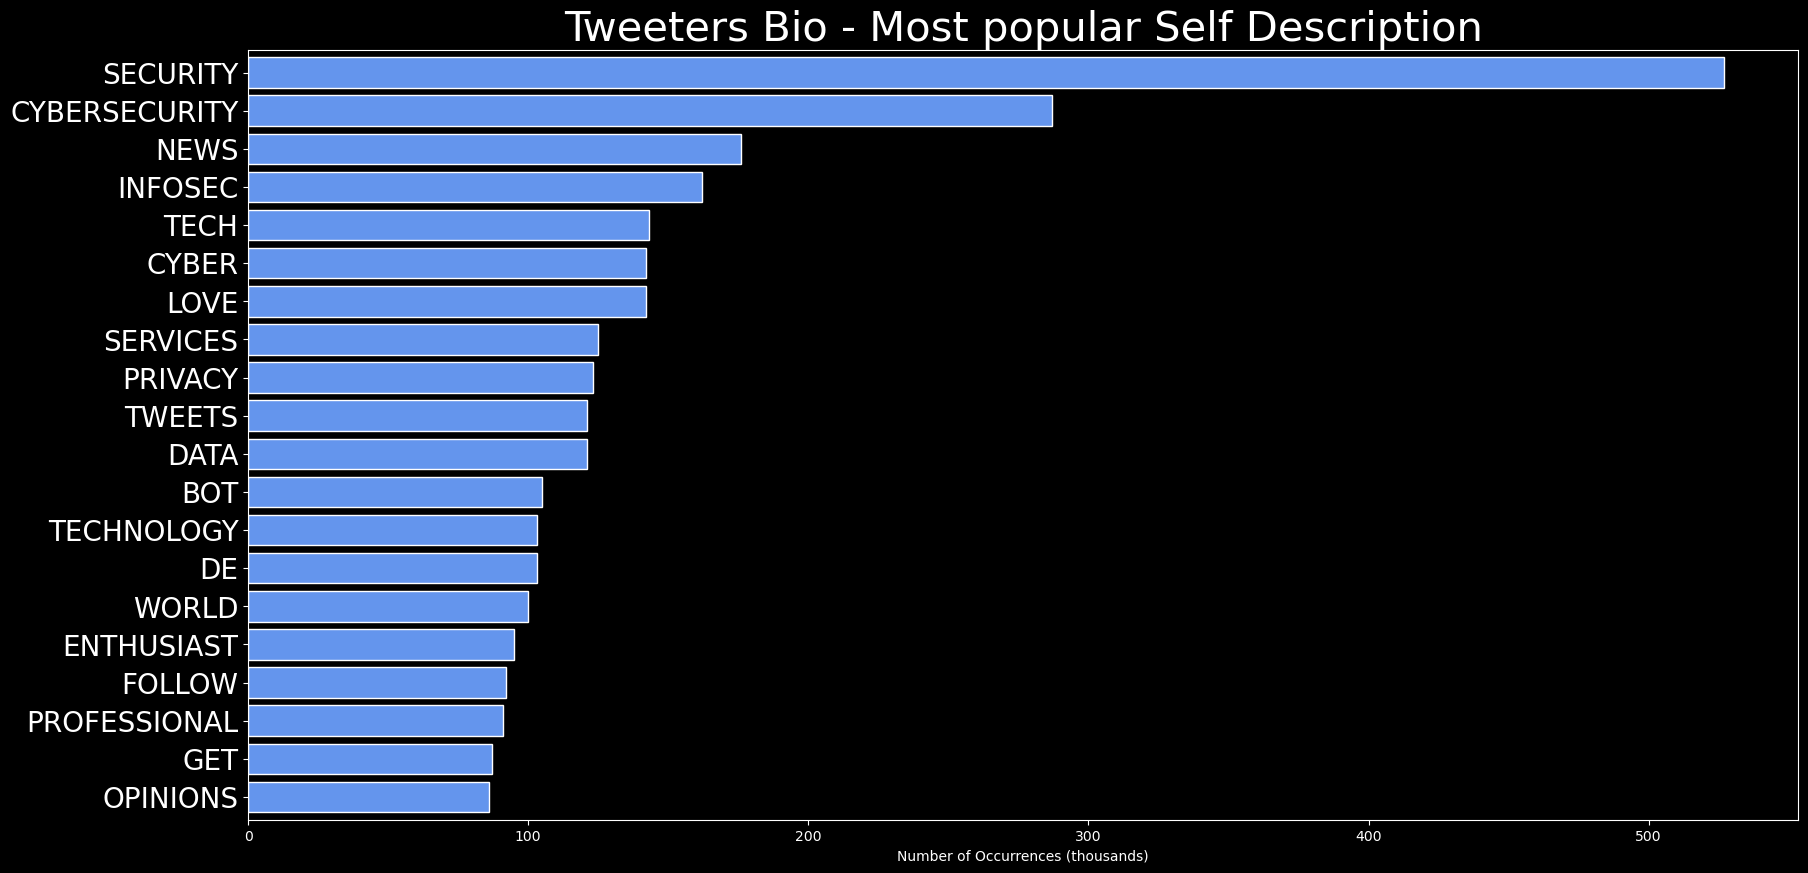 Tweeters Bio - Most popular Self Description
SECURITY
CYBERSECURITY
NEWS
INFOSEC
TECH
CYBER
LOVE
SERVICES
PRIVACY
TWEETS
DATA
BOT
TECHNOLOGY
DE
WORLD
ENTHUSIAST
FOLLOW
PROFESSIONAL
GET
OPINIONS
0 100 200 300 400 500
Number of Occurrences (thousands)